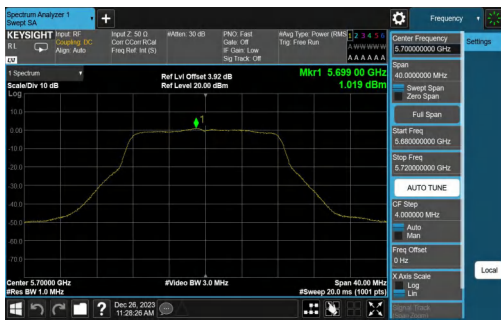 Spectrum Analyzer 1
Swept SA
Frequency
KEYSIGHT
RL
Input: RF
Coupling: DC
Align: Auto
Input Z: 50 Ω
Corr CCorr RCal
Freq Ref: Int (S)
#Atten: 30 dB
PNO: Fast
Gate: Off
IF Gain: Low
Sig Track: Off
#Avg Type: Power (RMS)
Trig: Free Run
1 2 3 4 5 6
A W W W W W
A A A A A A
1 Spectrum
Scale/Div 10 dB
Log
Ref Lvl Offset 3.92 dB
Ref Level 20.00 dBm
Mkr1 5.699 00 GHz
1.019 dBm
1
10.0
0.00
-10.0
-20.0
-30.0
-40.0
-50.0
-60.0
-70.0
Center 5.70000 GHz
#Res BW 1.0 MHz
#Video BW 3.0 MHz
Span 40.00 MHz
#Sweep 20.0 ms (1001 pts)
Dec 26, 2023
11:28:26 AM
Center Frequency
5.700000000 GHz
Span
40.0000000 MHz
Swept Span
Zero Span
Full Span
Start Freq
5.680000000 GHz
Stop Freq
5.720000000 GHz
AUTO TUNE
CF Step
4.000000 MHz
Auto
Man
Freq Offset
0 Hz
X Axis Scale
Log
Lin
Signal Track
Settings
Local